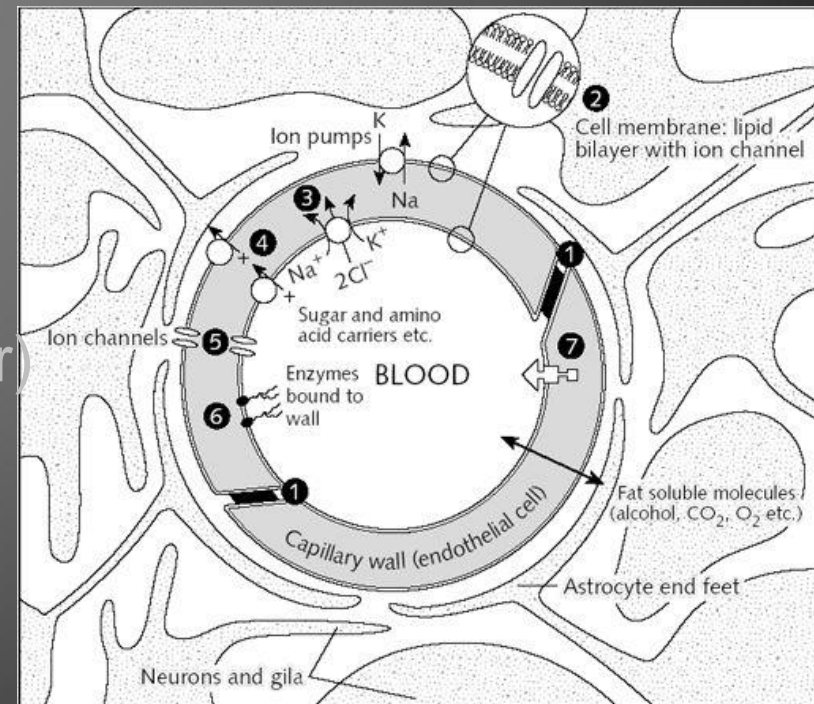 K
Ion pumps
Na
2
Cell membrane: lipid
bilayer with ion channel
3
4
+
+
Na⁺
2Cl⁻
K⁺
1
Sugar and amino
acid carriers etc.
r)
Ion channels
5
7
Enzymes
bound to
wall
BLOOD
6
1
Fat soluble molecules
(alcohol, CO₂, O₂ etc.)
Capillary wall (endothelial cell)
Astrocyte end feet
Neurons and gila